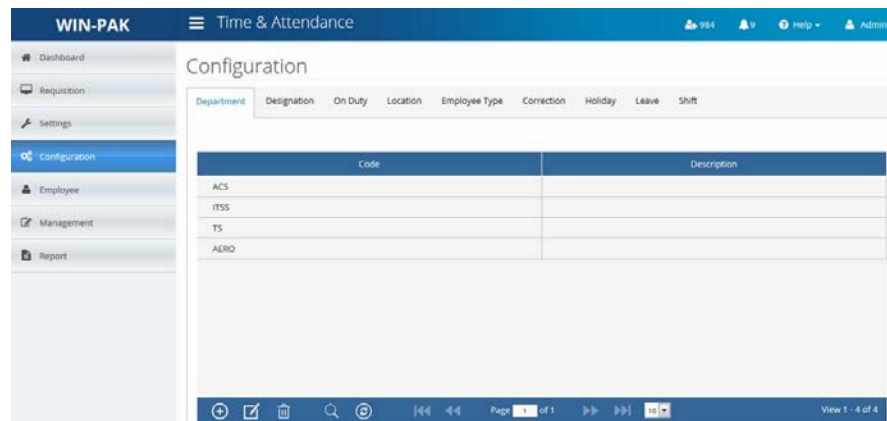 WIN-PAK
Time & Attendance
984
9
Help
Admin
Dashboard
Requisition
Settings
Configuration
Employee
Management
Report
Configuration
Department Designation On Duty Location Employee Type Correction Holiday Leave Shift
Code Description
ACS
ITSS
TS
AERO
Page 1 of 1 10 View 1 - 4 of 4